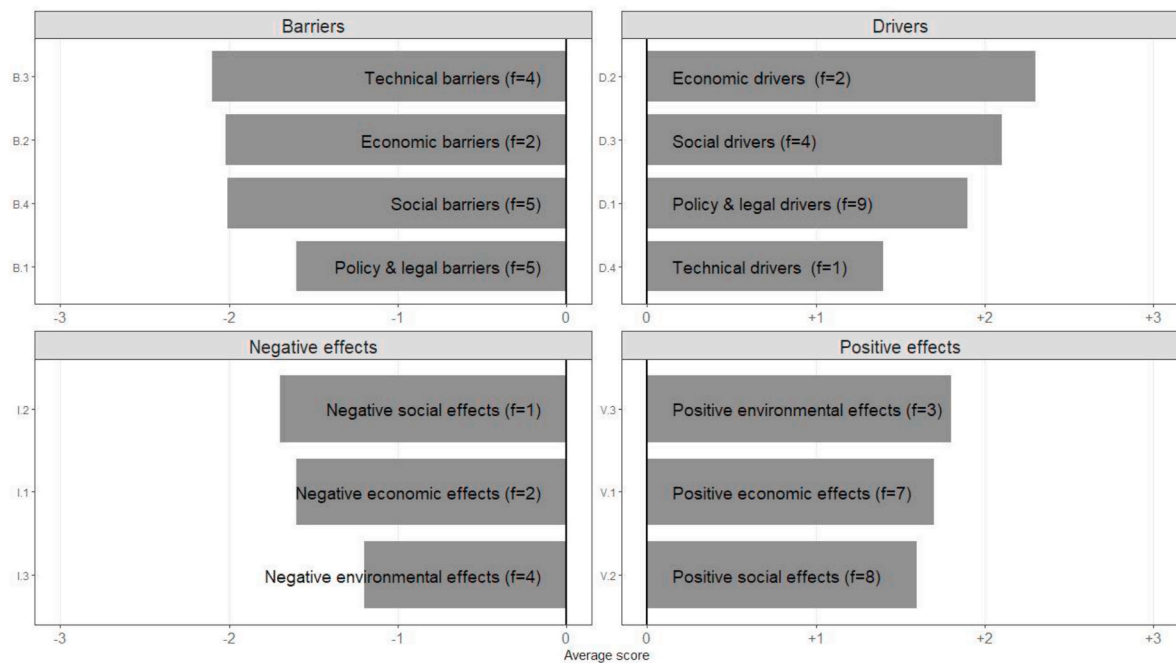 Barriers
B.3
Technical barriers (f=4)
B.2
Economic barriers (f=2)
B.4
Social barriers (f=5)
B.1
Policy & legal barriers (f=5)
-3 -2 -1 0
Drivers
D.2
Economic drivers (f=2)
D.3
Social drivers (f=4)
D.1
Policy & legal drivers (f=9)
D.4
Technical drivers (f=1)
0 +1 +2 +3
Negative effects
I.2
Negative social effects (f=1)
I.1
Negative economic effects (f=2)
I.3
Negative environmental effects (f=4)
-3 -2 -1 0
Positive effects
V.3
Positive environmental effects (f=3)
V.1
Positive economic effects (f=7)
V.2
Positive social effects (f=8)
0 +1 +2 +3
Average score